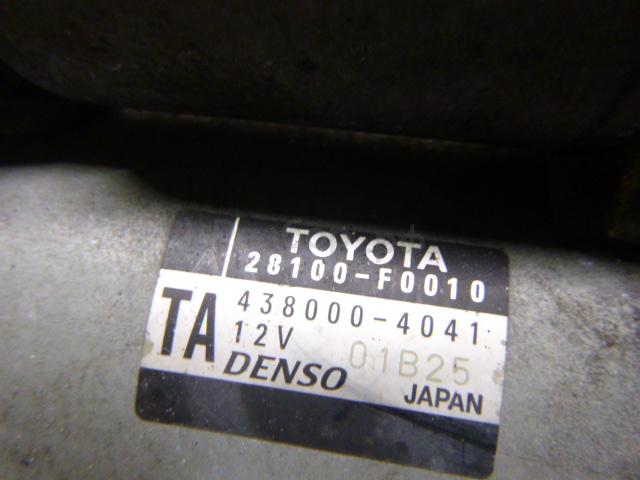 TOYOTA
28100-F0010
TA
438000-4041
12V 01B25
DENSO JAPAN